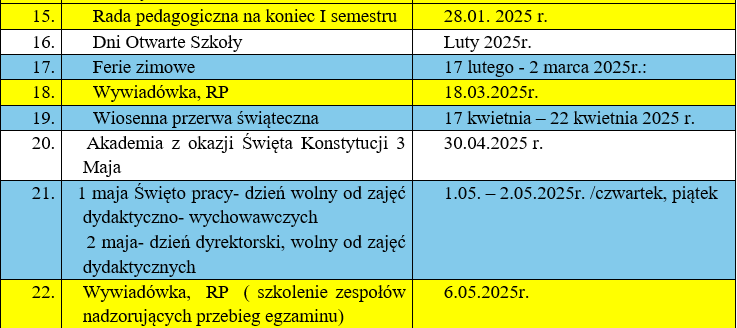 15. Rada pedagogiczna na koniec I semestru 28.01. 2025 r.
16. Dni Otwarte Szkoły Luty 2025r.
17. Ferie zimowe 17 lutego - 2 marca 2025r.:
18. Wywiadówka, RP 18.03.2025r.
19. Wiosenna przerwa świąteczna 17 kwietnia – 22 kwietnia 2025 r.
20. Akademia z okazji Święta Konstytucji 3 30.04.2025 r.
Maja
21. 1 maja Święto pracy- dzień wolny od zajęć 1.05. – 2.05.2025r. /czwartek, piątek
dydaktyczno- wychowawczych
2 maja- dzień dyrektorski, wolny od zajęć
dydaktycznych
22. Wywiadówka, RP ( szkolenie zespołów 6.05.2025r.
nadzorujących przebieg egzaminu)